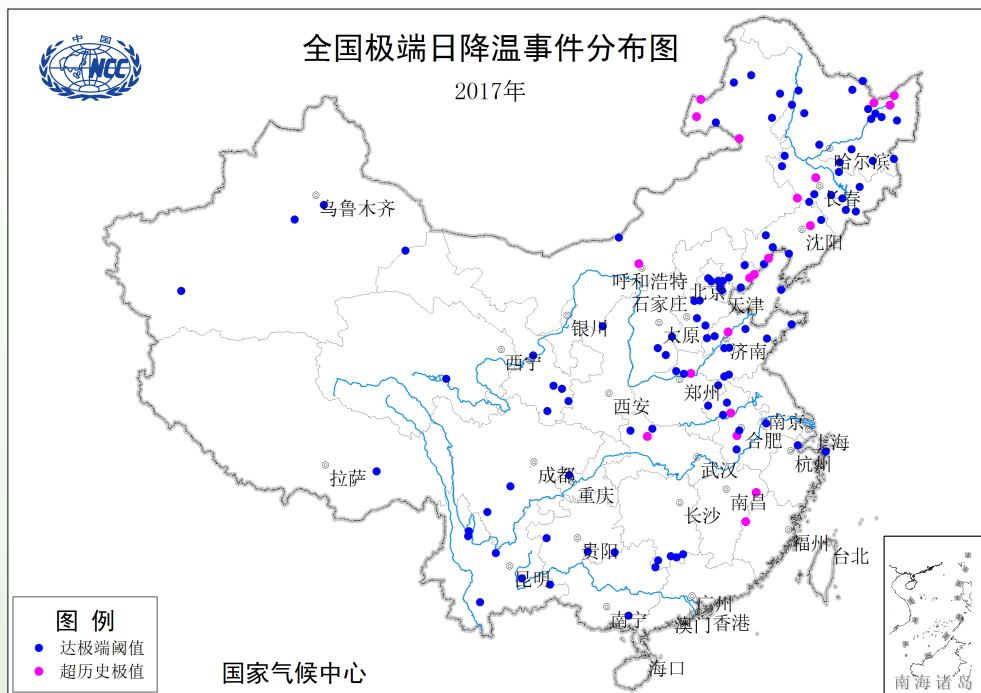 中国
NCC
全国极端日降温事件分布图
2017年
哈尔滨
长春
乌鲁木齐
沈阳
呼和浩特
北京
天津
石家庄
银川
太原
济南
西宁
郑州
西安
南京
合肥
上海
杭州
武汉
成都
拉萨
重庆
南昌
长沙
贵阳
福州
台北
昆明
广州
南宁
澳门
香港
海口
图 例
达极端阈值
超历史极值
国家气候中心
南海诸岛